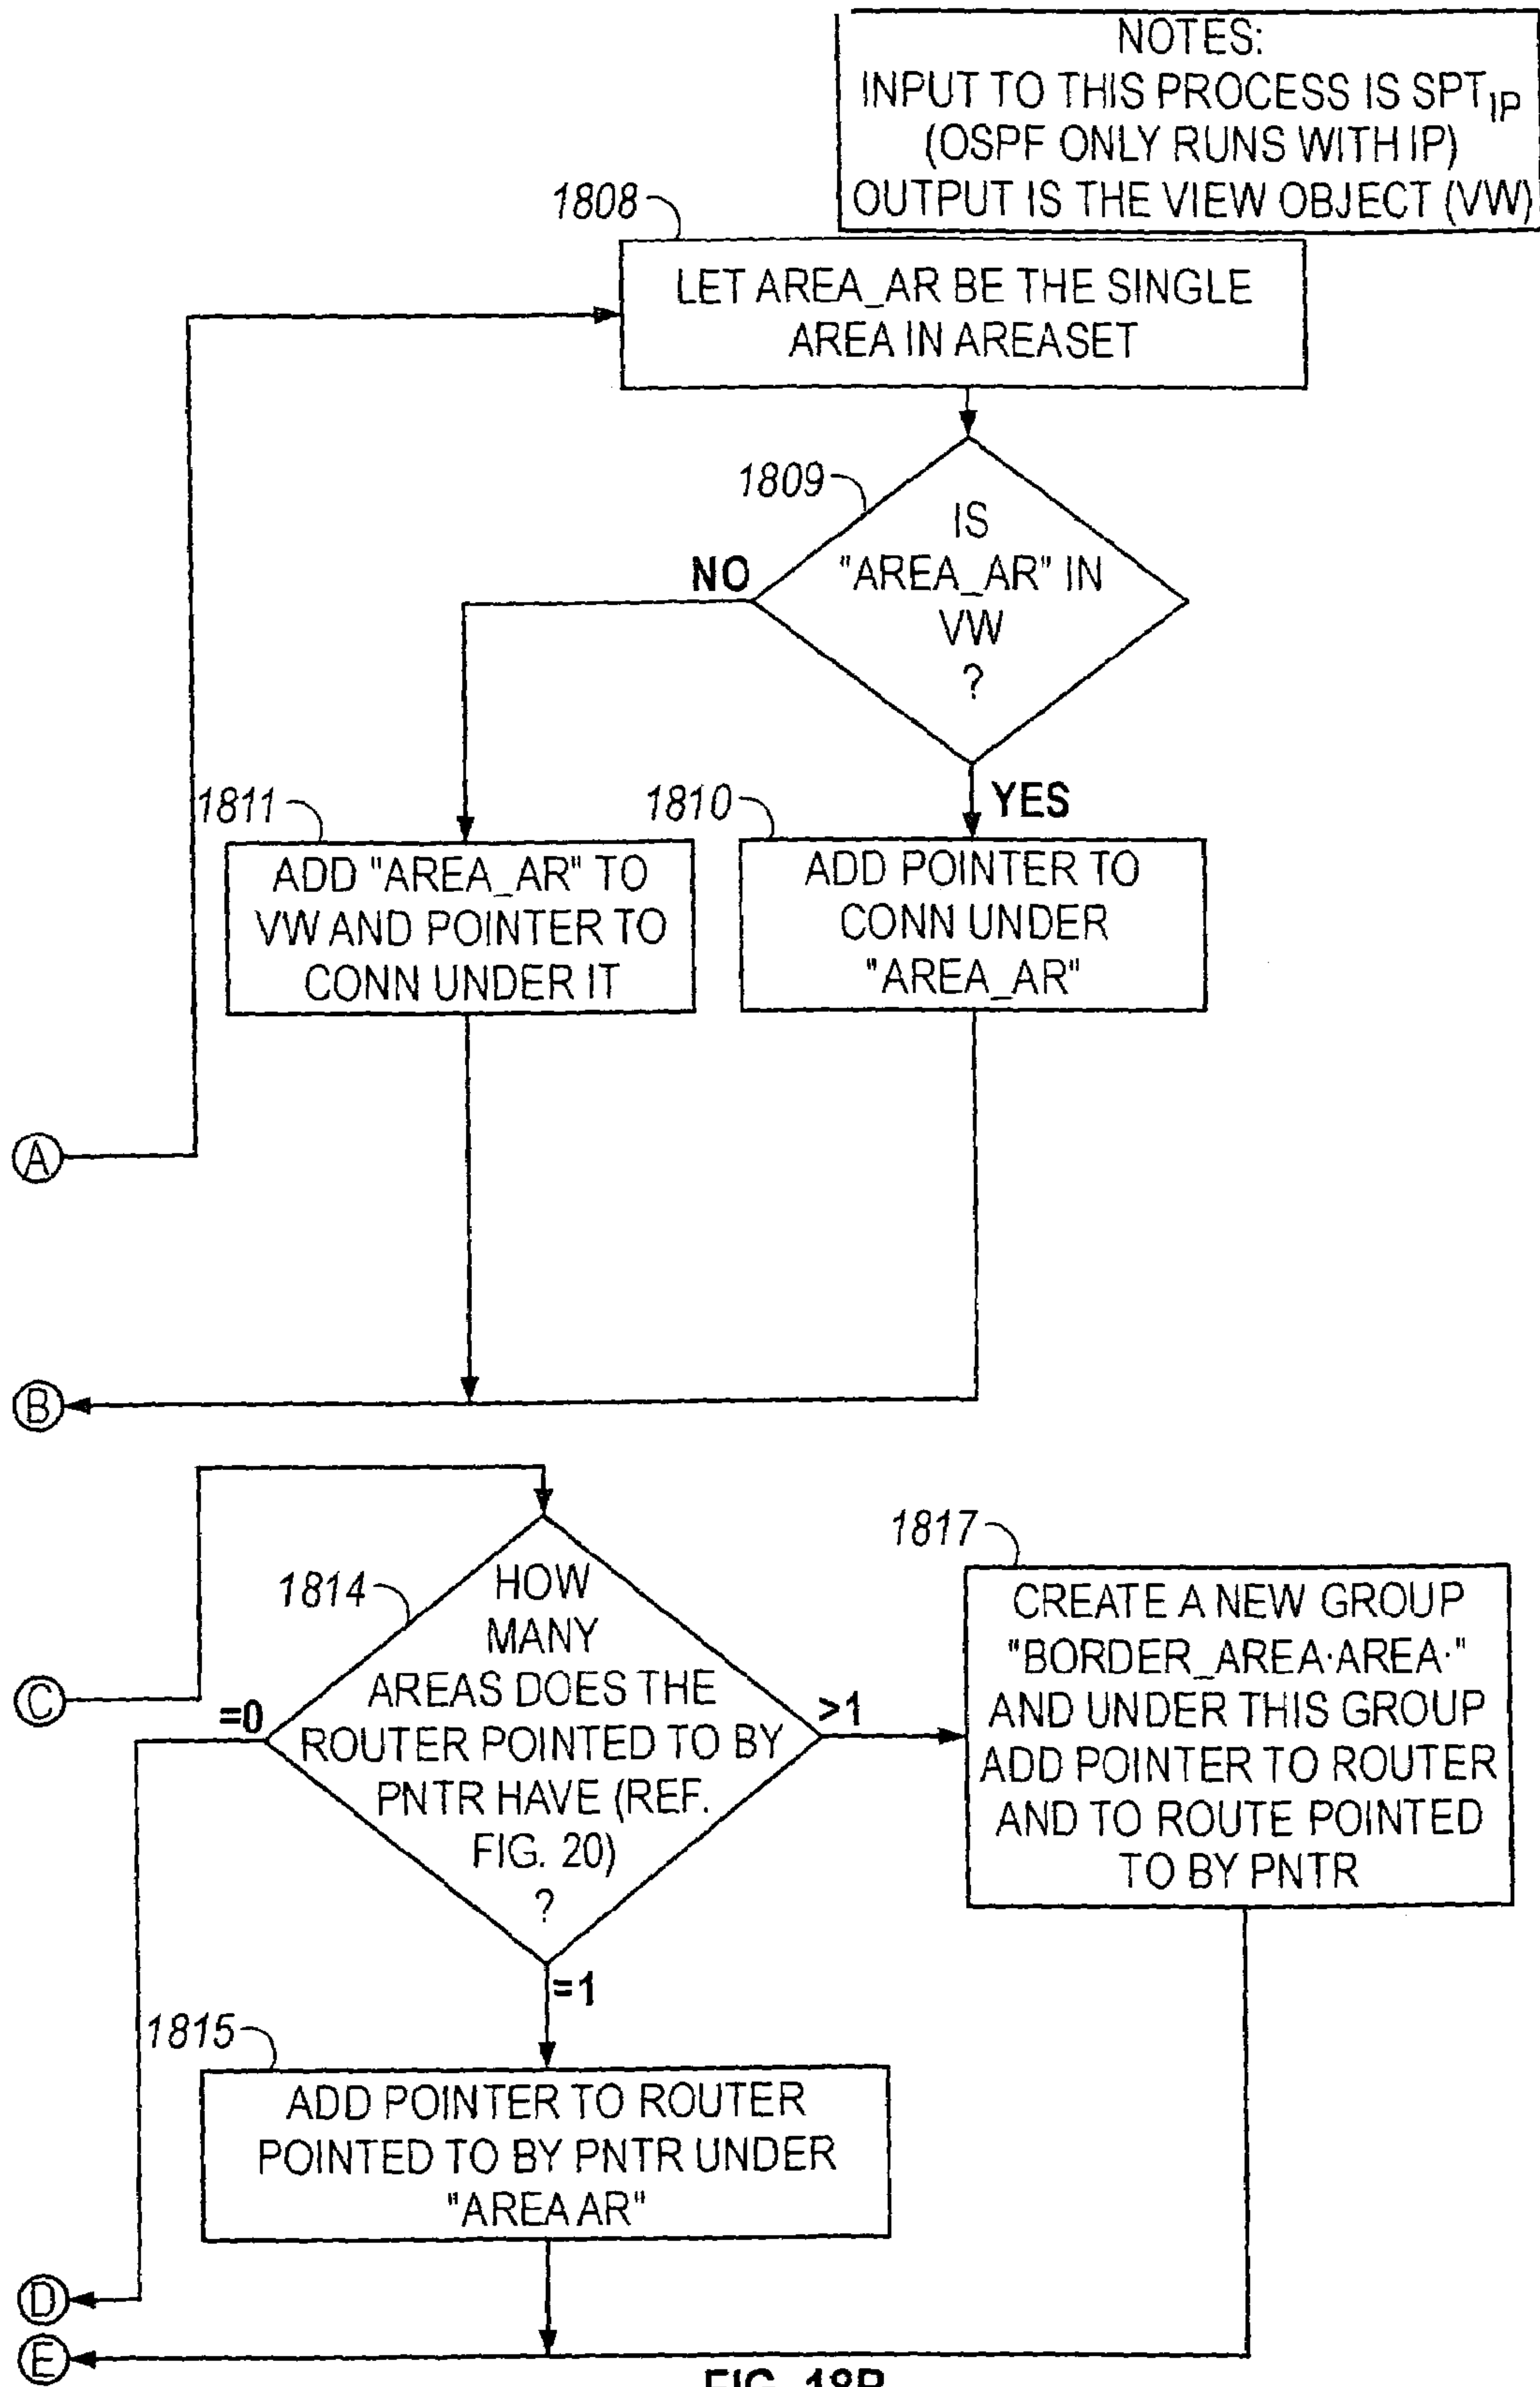 NOTES:
INPUT TO THIS PROCESS IS SPT_IP
(OSPF ONLY RUNS WITH IP)
OUTPUT IS THE VIEW OBJECT (VW)
1808
LET AREA_AR BE THE SINGLE
AREA IN AREASET
1809
IS
"AREA_AR" IN
VW
?
NO
YES
1811
ADD "AREA_AR" TO
VW AND POINTER TO
CONN UNDER IT
1810
ADD POINTER TO
CONN UNDER
"AREA_AR"
A
B
C
1814
HOW
MANY
AREAS DOES THE
ROUTER POINTED TO BY
PNTR HAVE (REF.
FIG. 20)
?
=0
>1
=1
1817
CREATE A NEW GROUP
"BORDER_AREA·AREA·"
AND UNDER THIS GROUP
ADD POINTER TO ROUTER
AND TO ROUTE POINTED
TO BY PNTR
1815
ADD POINTER TO ROUTER
POINTED TO BY PNTR UNDER
"AREA AR"
D
E
FIG. 18B